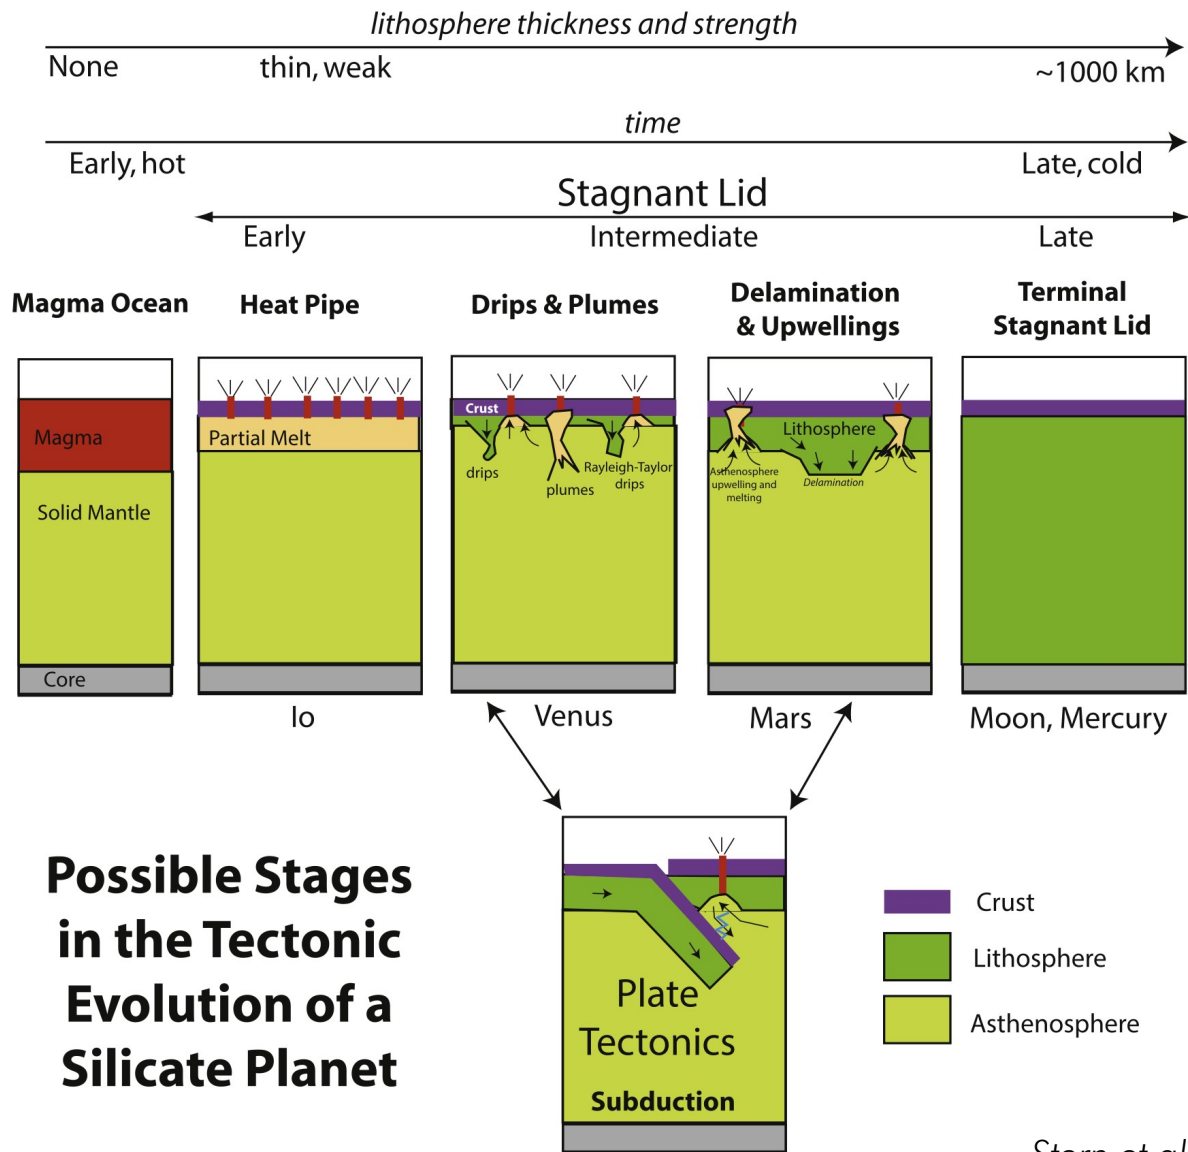 lithosphere thickness and strength
None thin, weak ~1000 km
time
Early, hot Late, cold
Stagnant Lid
Early Intermediate Late
Magma Ocean
Heat Pipe
Drips & Plumes
Delamination
& Upwellings
Terminal
Stagnant Lid
Magma
Solid Mantle
Core
Partial Melt
Crust
drips
plumes
Rayleigh-Taylor
drips
Lithosphere
Asthenosphere
upwelling and
melting
Delamination
Io
Venus
Mars
Moon, Mercury
Possible Stages
in the Tectonic
Evolution of a
Silicate Planet
Plate
Tectonics
Subduction
Crust
Lithosphere
Asthenosphere